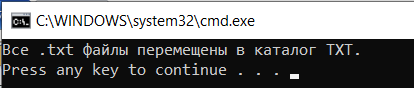 C:\WINDOWS\system32\cmd.exe
Все .txt файлы перемещены в каталог TXT.
Press any key to continue . . .